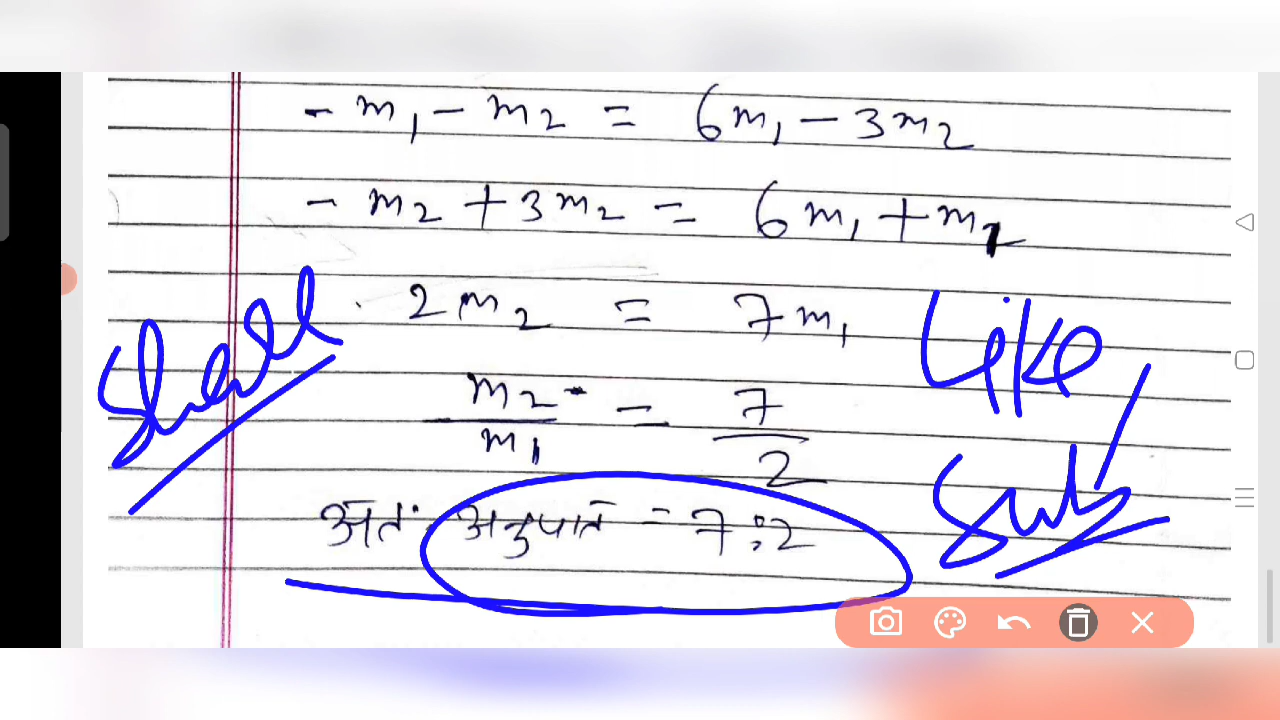 - m₁ - m₂ = 6m₁ - 3m₂
- m₂ + 3m₂ = 6m₁ + m₁
2m₂ = 7m₁
m₂/m₁ = 7/2
अतः अनुपात = 7:2
Like
Sub